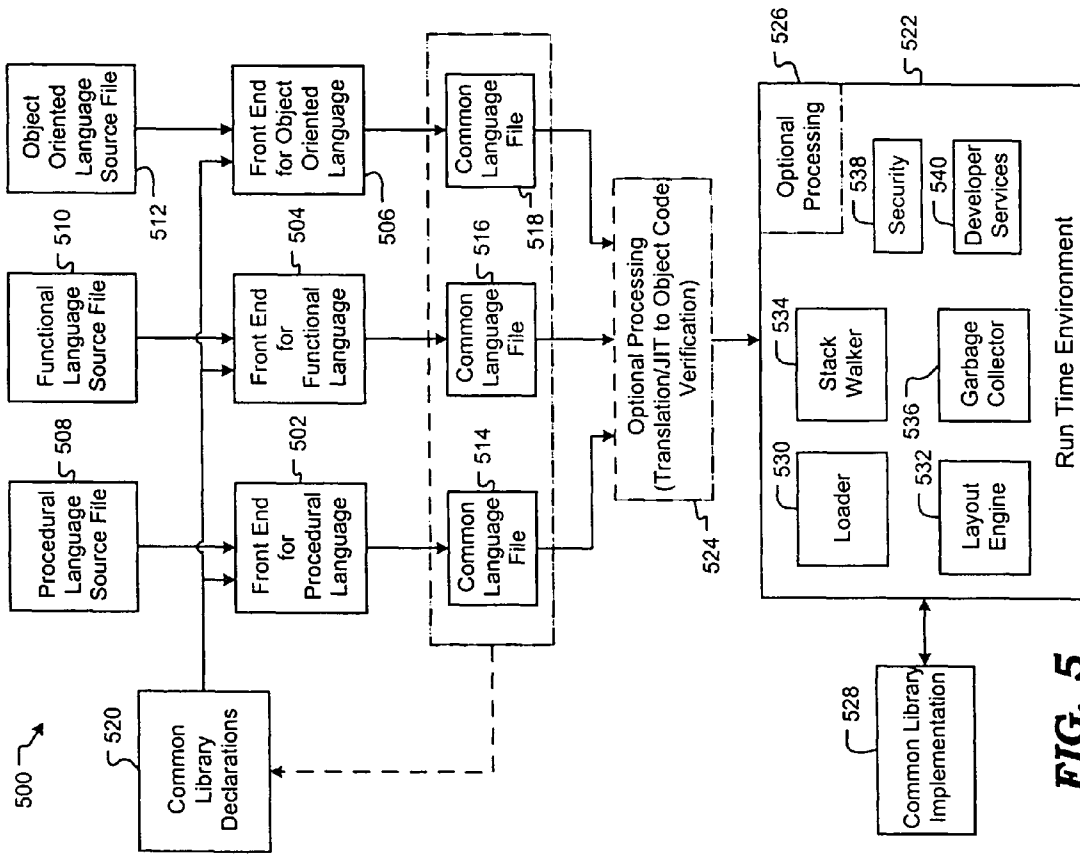 500
520
Common
Library
Declarations
Procedural
Language
Source File
508
Functional
Language
Source File
510
Object
Oriented
Language
Source File
512
Front End
for
Procedural
Language
502
Front End
for
Functional
Language
504
Front End
for Object
Oriented
Language
506
Common
Language
File
514
Common
Language
File
516
Common
Language
File
518
Optional Processing
(Translation/JIT to Object Code,
Verification)
524
528
Common Library
Implementation
Optional
Processing
526
522
530
Loader
534
Stack
Walker
538
Security
532
Layout
Engine
536
Garbage
Collector
540
Developer
Services
Run Time Environment
FIG. 5